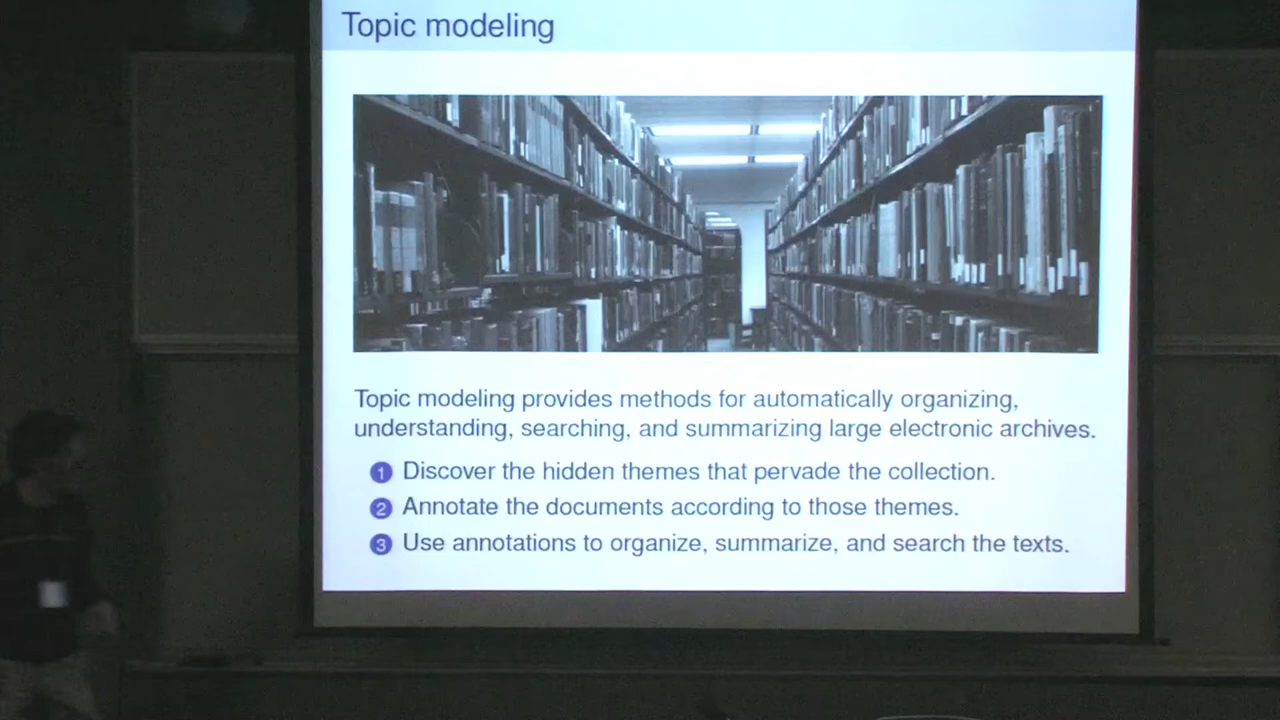 Topic modeling
Topic modeling provides methods for automatically organizing,
understanding, searching, and summarizing large electronic archives.
1 Discover the hidden themes that pervade the collection.
2 Annotate the documents according to those themes.
3 Use annotations to organize, summarize, and search the texts.